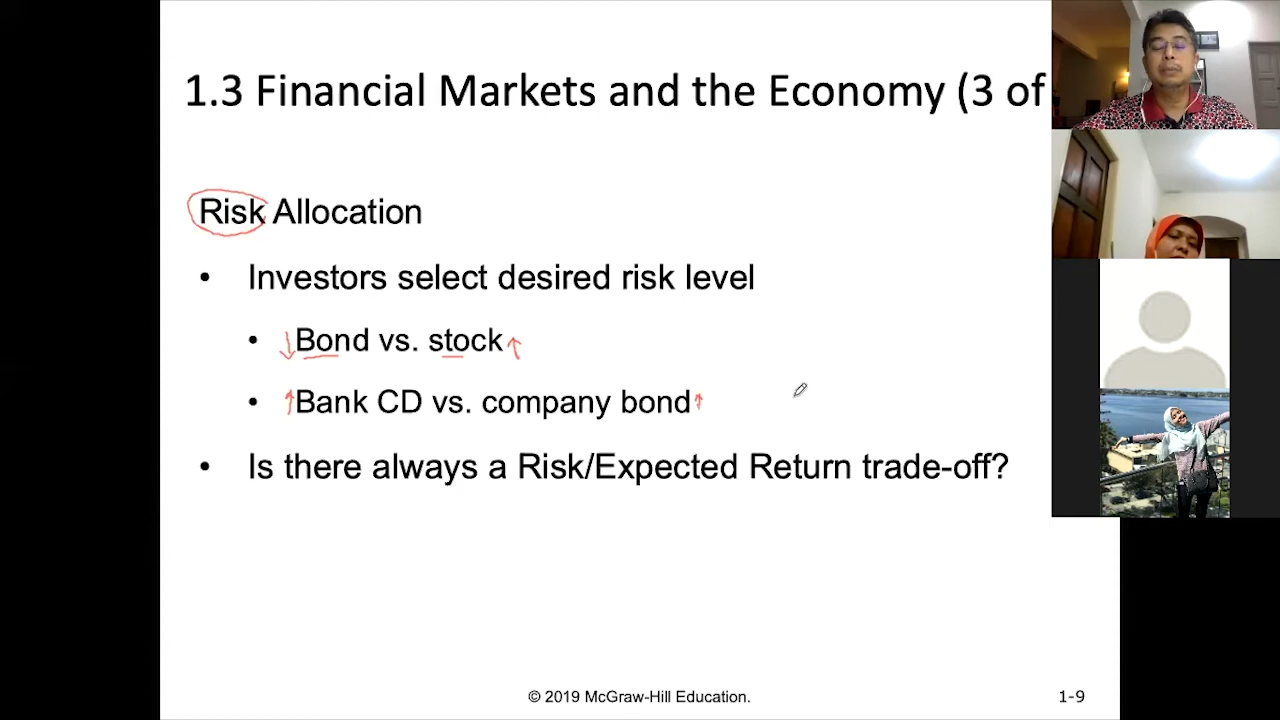 1.3 Financial Markets and the Economy (3 of
Risk Allocation
• Investors select desired risk level
• Bond vs. stock
• Bank CD vs. company bond
• Is there always a Risk/Expected Return trade-off?
© 2019 McGraw-Hill Education.
1-9